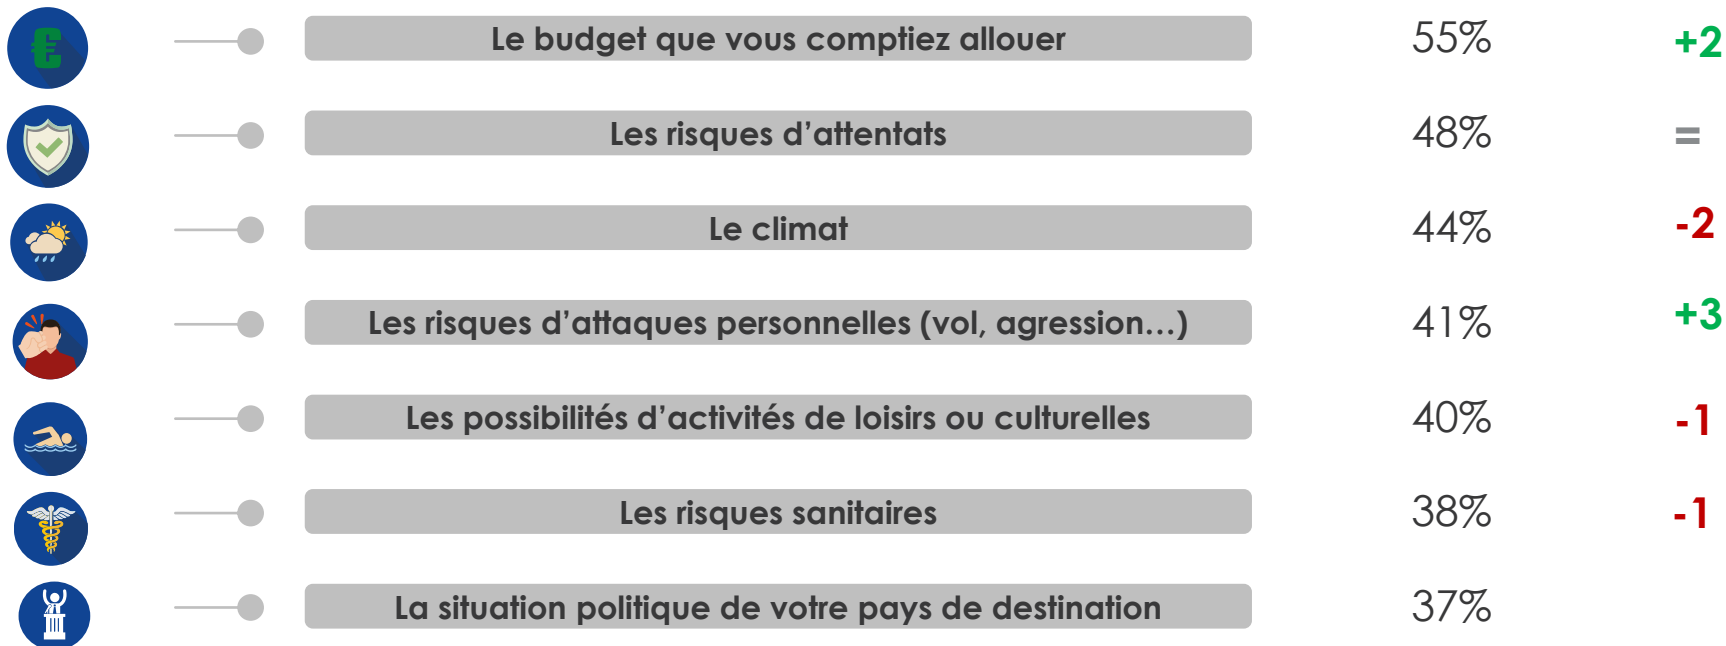 Le budget que vous comptiez allouer 55% +2
Les risques d’attentats 48% =
Le climat 44% -2
Les risques d’attaques personnelles (vol, agression…) 41% +3
Les possibilités d’activités de loisirs ou culturelles 40% -1
Les risques sanitaires 38% -1
La situation politique de votre pays de destination 37%